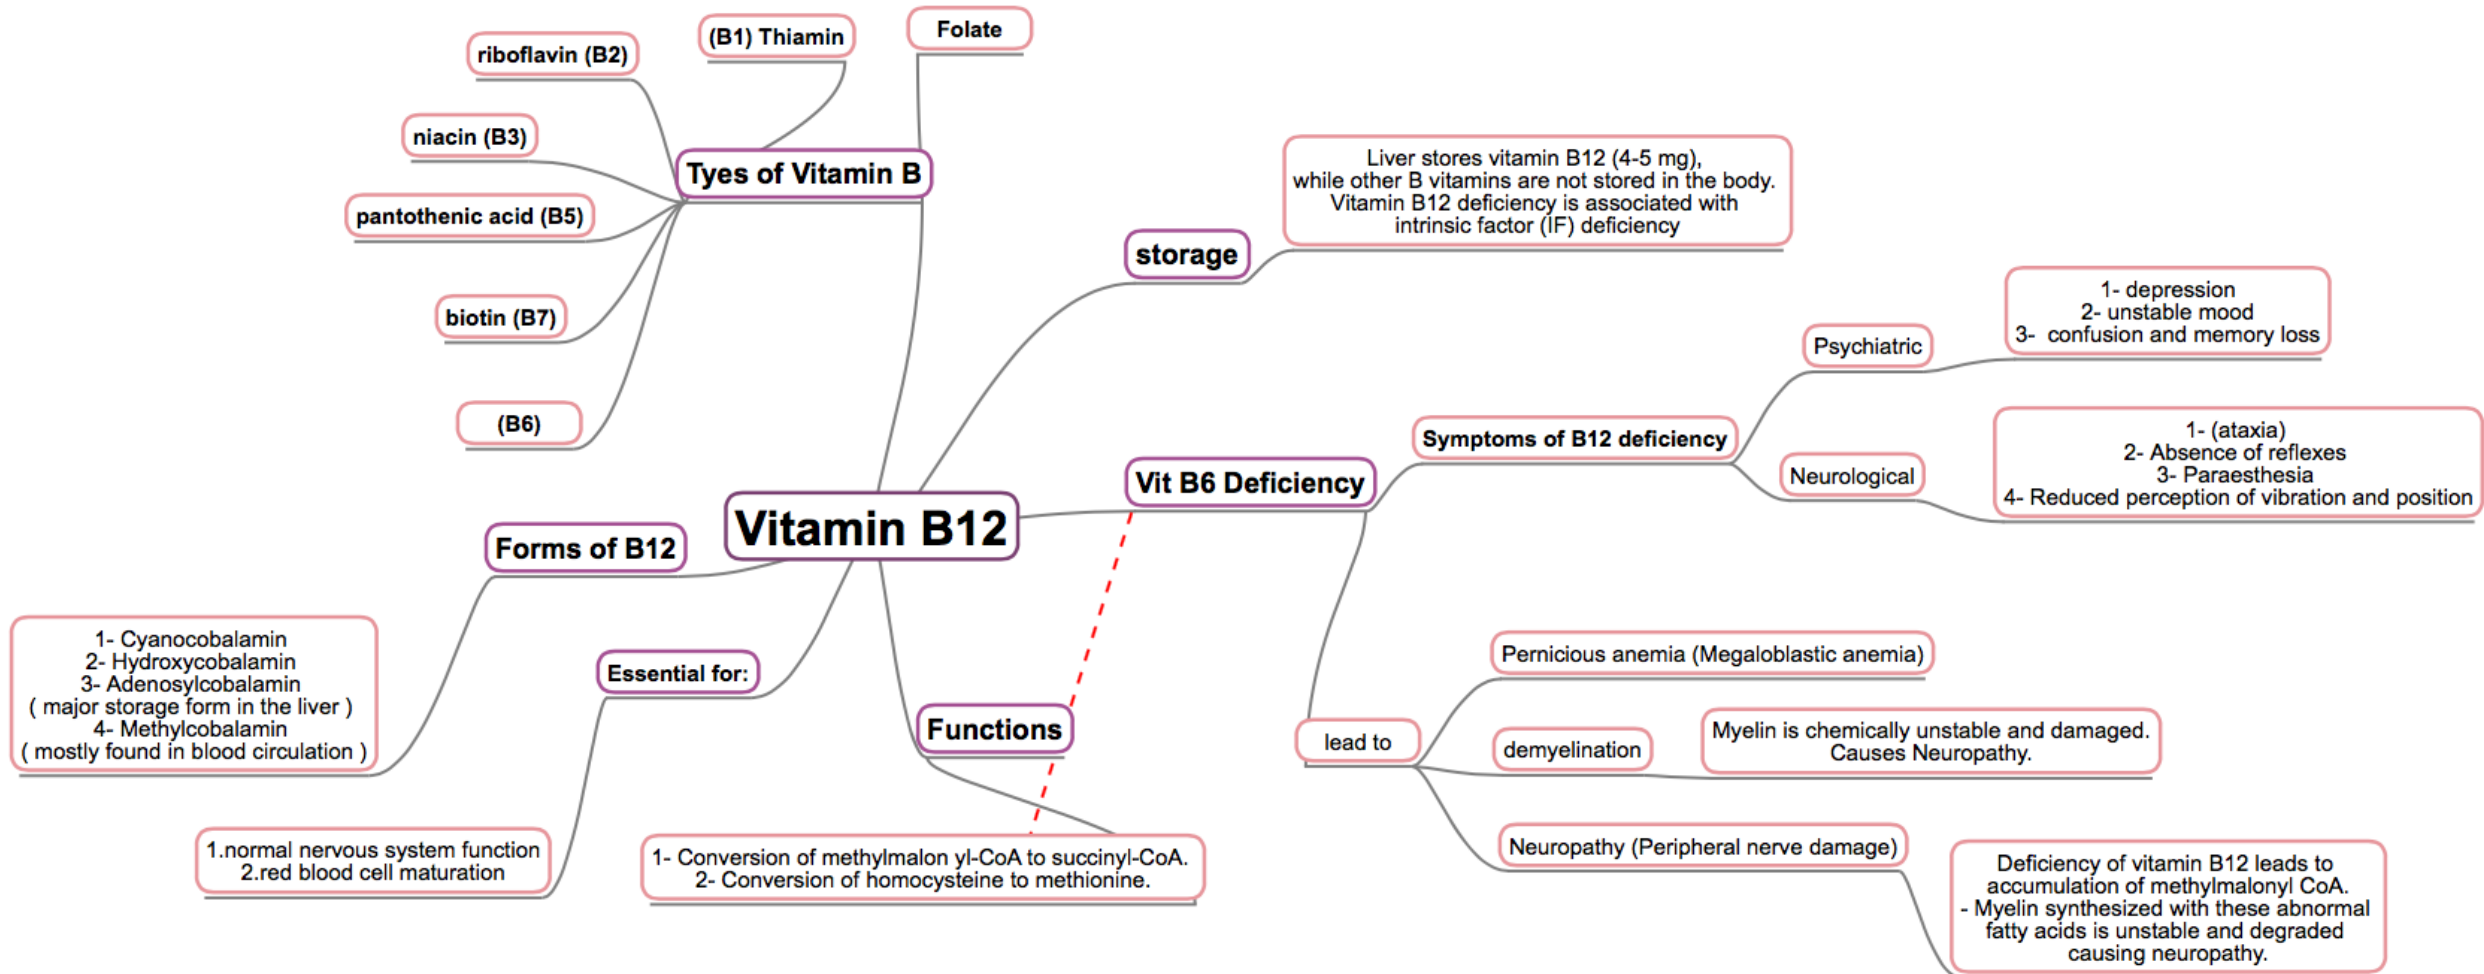 Folate
(B1) Thiamin
riboflavin (B2)
niacin (B3)
Tyes of Vitamin B
pantothenic acid (B5)
biotin (B7)
(B6)
storage
Liver stores vitamin B12 (4-5 mg),
while other B vitamins are not stored in the body.
Vitamin B12 deficiency is associated with
intrinsic factor (IF) deficiency
Vitamin B12
Vit B6 Deficiency
Symptoms of B12 deficiency
Psychiatric
1- depression
2- unstable mood
3- confusion and memory loss
Neurological
1- (ataxia)
2- Absence of reflexes
3- Paraesthesia
4- Reduced perception of vibration and position
Forms of B12
1- Cyanocobalamin
2- Hydroxycobalamin
3- Adenosylcobalamin
( major storage form in the liver )
4- Methylcobalamin
( mostly found in blood circulation )
Essential for:
1.normal nervous system function
2.red blood cell maturation
Functions
1- Conversion of methylmalon yl-CoA to succinyl-CoA.
2- Conversion of homocysteine to methionine.
lead to
Pernicious anemia (Megaloblastic anemia)
demyelination
Myelin is chemically unstable and damaged.
Causes Neuropathy.
Neuropathy (Peripheral nerve damage)
Deficiency of vitamin B12 leads to
accumulation of methylmalonyl CoA.
- Myelin synthesized with these abnormal
fatty acids is unstable and degraded
causing neuropathy.